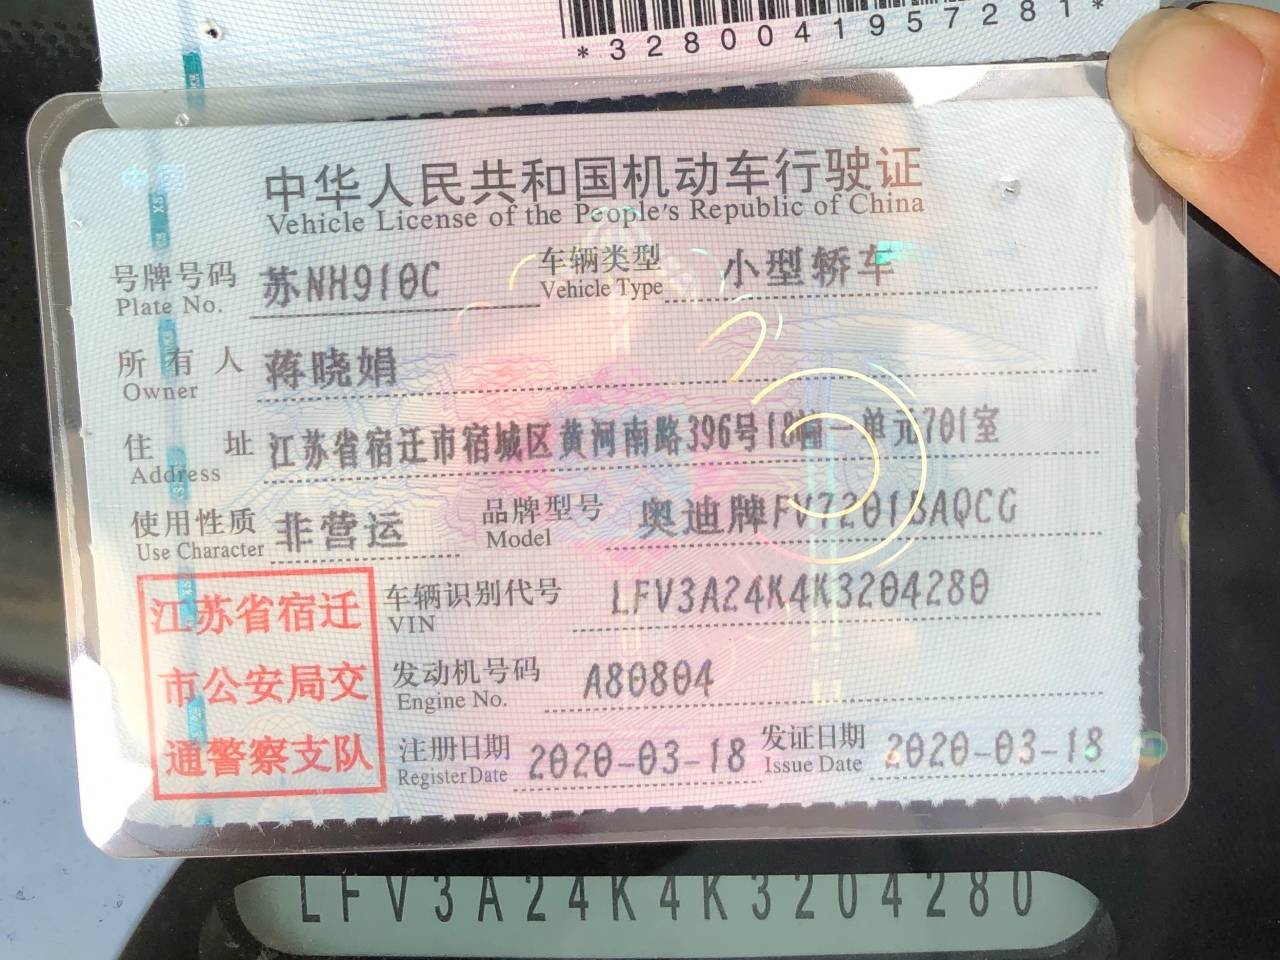 *3280041957281*
中华人民共和国机动车行驶证
Vehicle License of the People's Republic of China
号牌号码 苏NH910C 车辆类型 小型轿车
Plate No. Vehicle Type
所有人 蒋晓娟
Owner
住址 江苏省宿迁市宿城区黄河南路396号18幢一单元701室
Address
使用性质 非营运 品牌型号 奥迪牌FV7201BAQCG
Use Character Model
江苏省宿迁
市公安局交
通警察支队
车辆识别代号 LFV3A24K4K3204280
VIN
发动机号码 A80804
Engine No.
注册日期 2020-03-18 发证日期 2020-03-18
Register Date Issue Date
LFV3A24K4K3204280